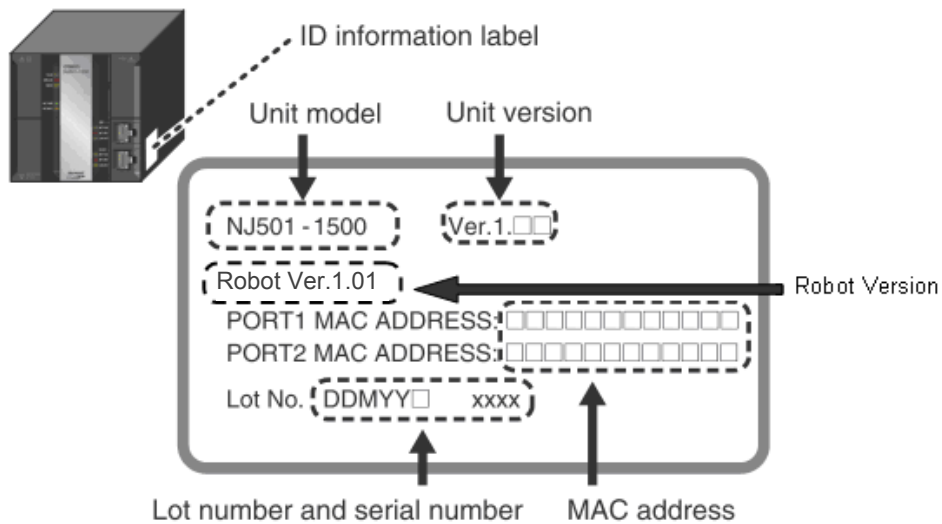 ID information label
Unit model Unit version
NJ501-1500 Ver.1.□□
Robot Ver.1.01
Robot Version
PORT1 MAC ADDRESS:□□□□□□□□□□□□
PORT2 MAC ADDRESS:□□□□□□□□□□□□
Lot No. DDMYY□ xxxx
Lot number and serial number MAC address